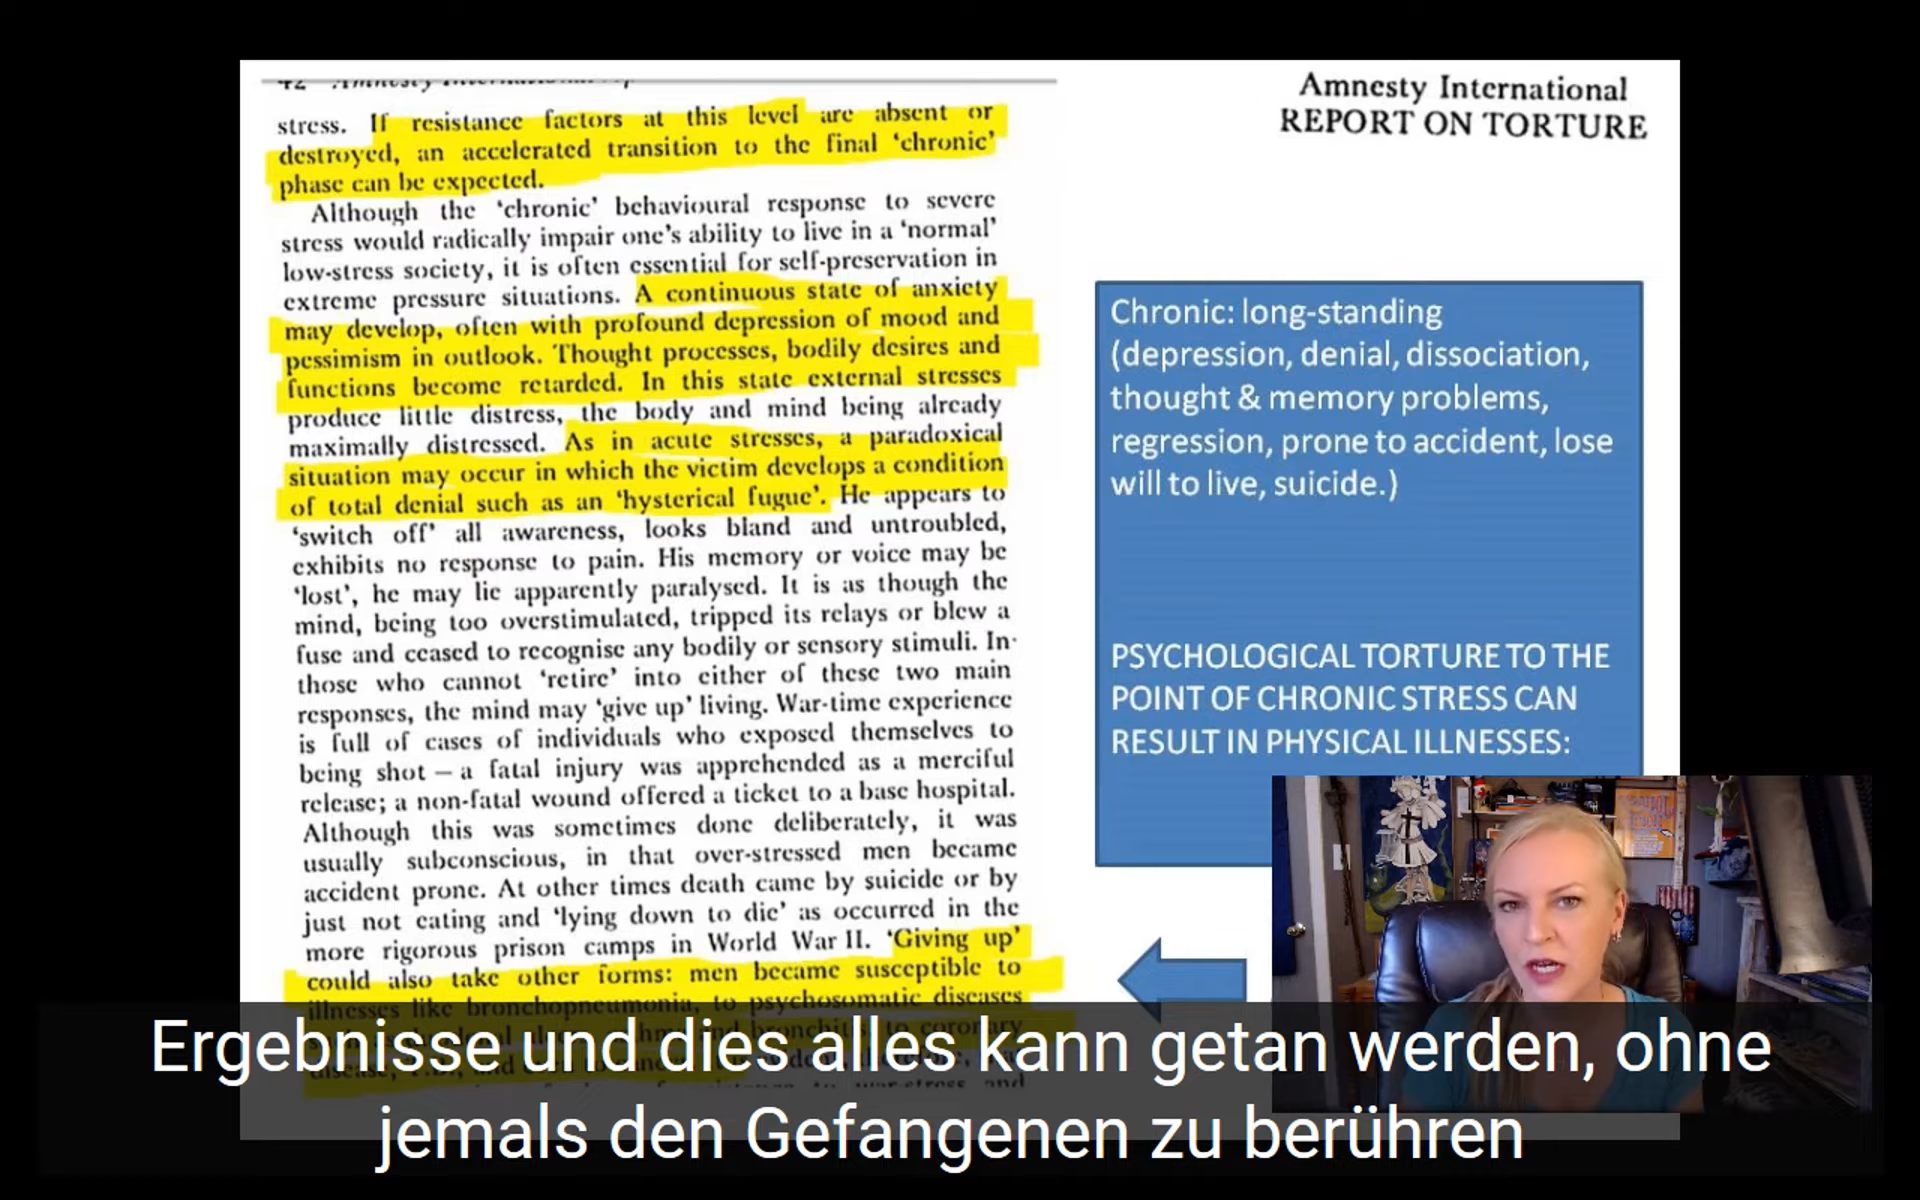 stress. If resistance factors at this level are absent or
destroyed, an accelerated transition to the final ‘chronic’
phase can be expected.
Although the ‘chronic’ behavioural response to severe
stress would radically impair one’s ability to live in a ‘normal’
low-stress society, it is often essential for self-preservation in
extreme pressure situations. A continuous state of anxiety
may develop, often with profound depression of mood and
pessimism in outlook. Thought processes, bodily desires and
functions become retarded. In this state external stresses
produce little distress, the body and mind being already
maximally distressed. As in acute stresses, a paradoxical
situation may occur in which the victim develops a condition
of total denial such as an ‘hysterical fugue’. He appears to
‘switch off’ all awareness, looks bland and untroubled,
exhibits no response to pain. His memory or voice may be
‘lost’, he may lie apparently paralysed. It is as though the
mind, being too overstimulated, tripped its relays or blew a
fuse and ceased to recognise any bodily or sensory stimuli. In
those who cannot ‘retire’ into either of these two main
responses, the mind may ‘give up’ living. War-time experience
is full of cases of individuals who exposed themselves to
being shot — a fatal injury was apprehended as a merciful
release; a non-fatal wound offered a ticket to a base hospital.
Although this was sometimes done deliberately, it was
usually subconscious, in that over-stressed men became
accident prone. At other times death came by suicide or by
just not eating and ‘lying down to die’ as occurred in the
more rigorous prison camps in World War II. ‘Giving up’
could also take other forms: men became susceptible to
illnesses like bronchopneumonia, to psychosomatic diseases
Amnesty International
REPORT ON TORTURE
Chronic: long-standing
(depression, denial, dissociation,
thought & memory problems,
regression, prone to accident, lose
will to live, suicide.)
PSYCHOLOGICAL TORTURE TO THE
POINT OF CHRONIC STRESS CAN
RESULT IN PHYSICAL ILLNESSES:
Ergebnisse und dies alles kann getan werden, ohne
jemals den Gefangenen zu berühren